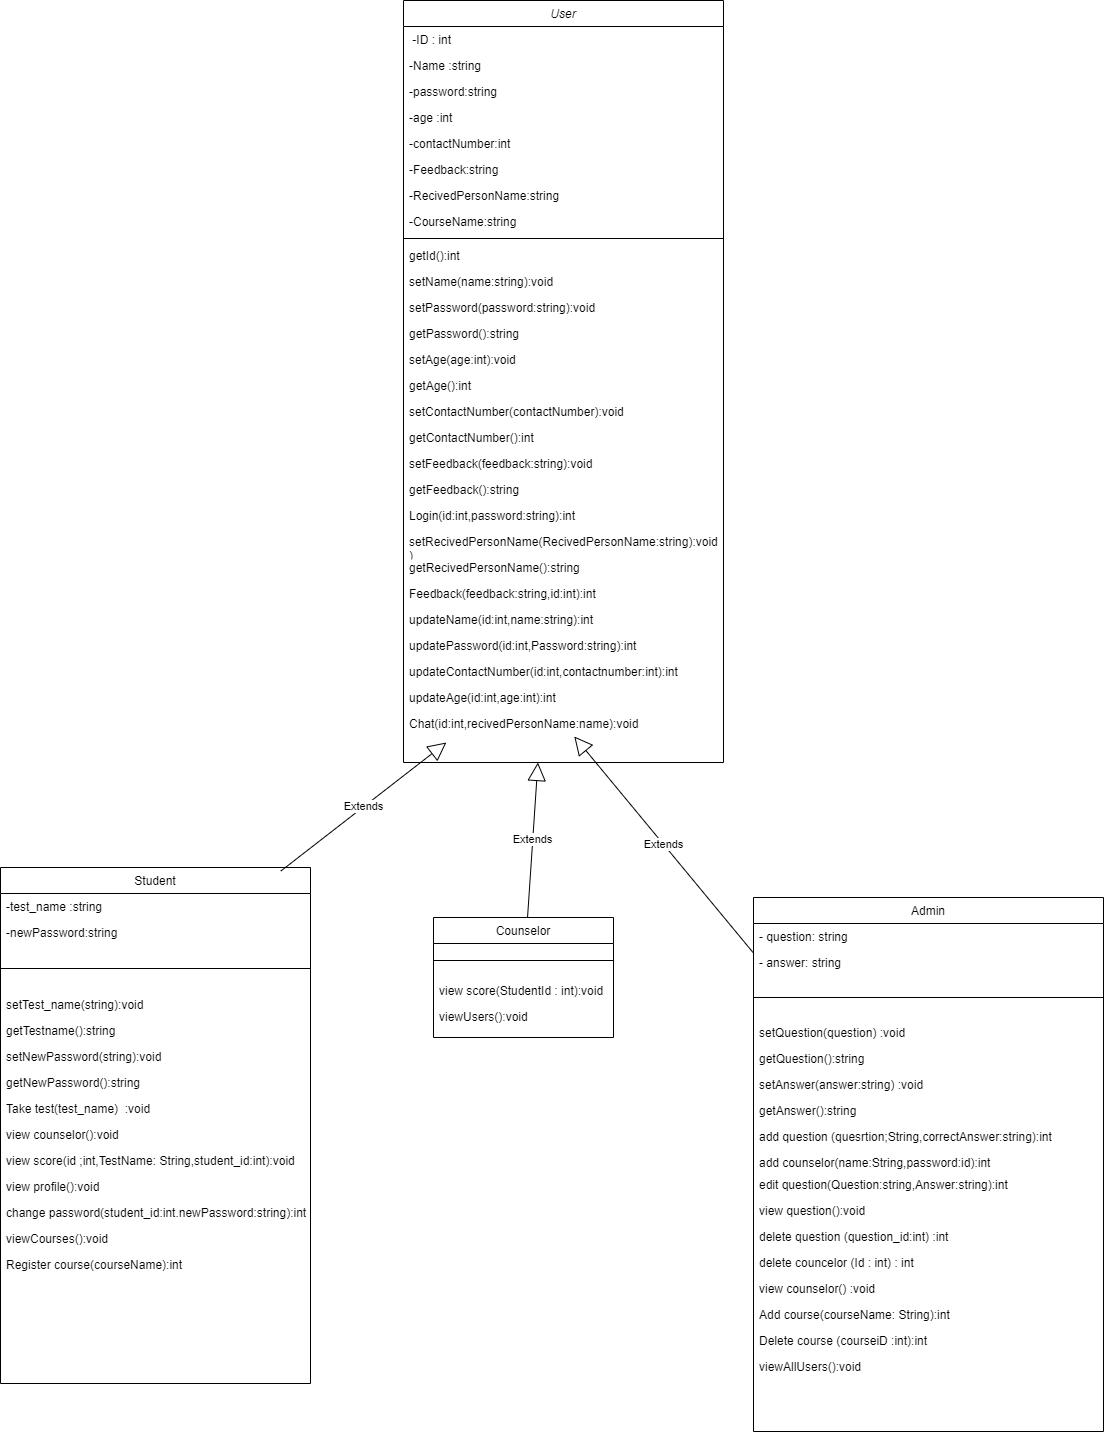 User
-ID : int
-Name :string
-password:string
-age :int
-contactNumber:int
-Feedback:string
-RecivedPersonName:string
-CourseName:string
getId():int
setName(name:string):void
setPassword(password:string):void
getPassword():string
setAge(age:int):void
getAge():int
setContactNumber(contactNumber):void
getContactNumber():int
setFeedback(feedback:string):void
getFeedback():string
Login(id:int,password:string):int
setRecivedPersonName(RecivedPersonName:string):void
)
getRecivedPersonName():string
Feedback(feedback:string,id:int):int
updateName(id:int,name:string):int
updatePassword(id:int,Password:string):int
updateContactNumber(id:int,contactnumber:int):int
updateAge(id:int,age:int):int
Chat(id:int,recivedPersonName:name):void
Extends
Extends
Extends
Student
-test_name :string
-newPassword:string
setTest_name(string):void
getTestname():string
setNewPassword(string):void
getNewPassword():string
Take test(test_name)  :void
view counselor():void
view score(id ;int,TestName: String,student_id:int):void
view profile():void
change password(student_id:int.newPassword:string):int
viewCourses():void
Register course(courseName):int
Counselor
view score(StudentId : int):void
viewUsers():void
Admin
- question: string
- answer: string
setQuestion(question) :void
getQuestion():string
setAnswer(answer:string) :void
getAnswer():string
add question (quesrtion;String,correctAnswer:string):int
add counselor(name:String,password:id):int
edit question(Question:string,Answer:string):int
view question():void
delete question (question_id:int) :int
delete councelor (Id : int) : int
view counselor() :void
Add course(courseName: String):int
Delete course (courseiD :int):int
viewAllUsers():void